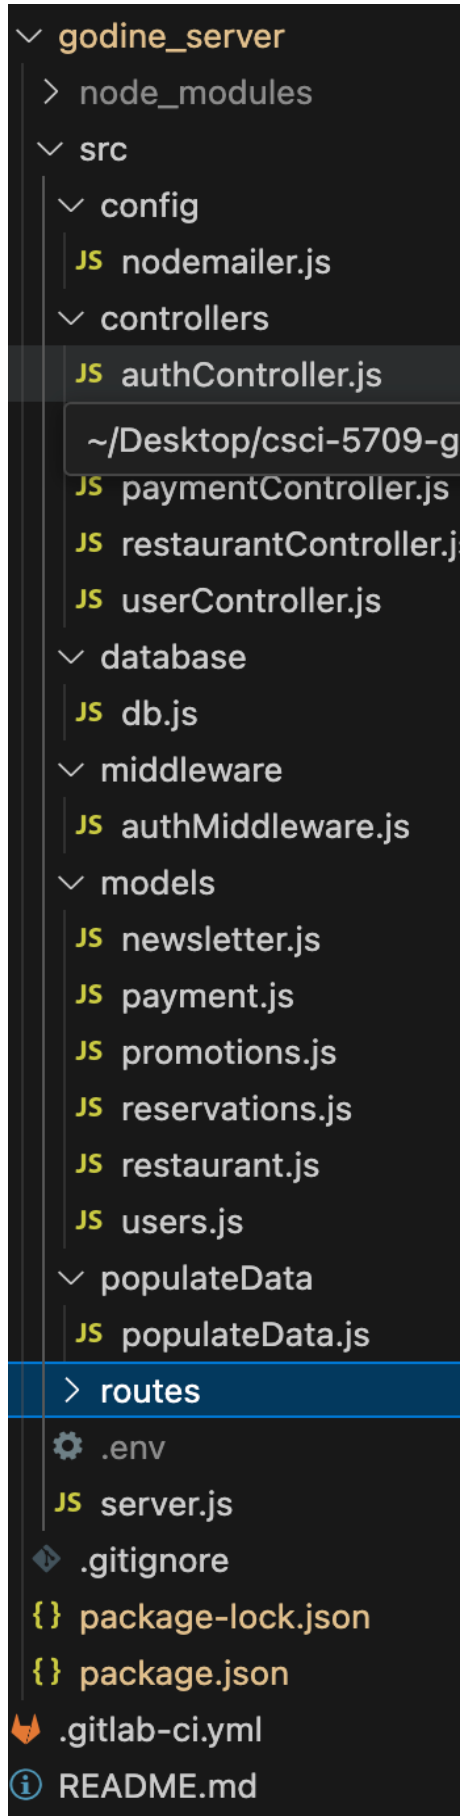 godine_server
node_modules
src
config
JS nodemailer.js
controllers
JS authController.js
~/Desktop/csci-5709-g
JS paymentController.js
JS restaurantController.js
JS userController.js
database
JS db.js
middleware
JS authMiddleware.js
models
JS newsletter.js
JS payment.js
JS promotions.js
JS reservations.js
JS restaurant.js
JS users.js
populateData
JS populateData.js
routes
.env
JS server.js
.gitignore
{} package-lock.json
{} package.json
.gitlab-ci.yml
README.md